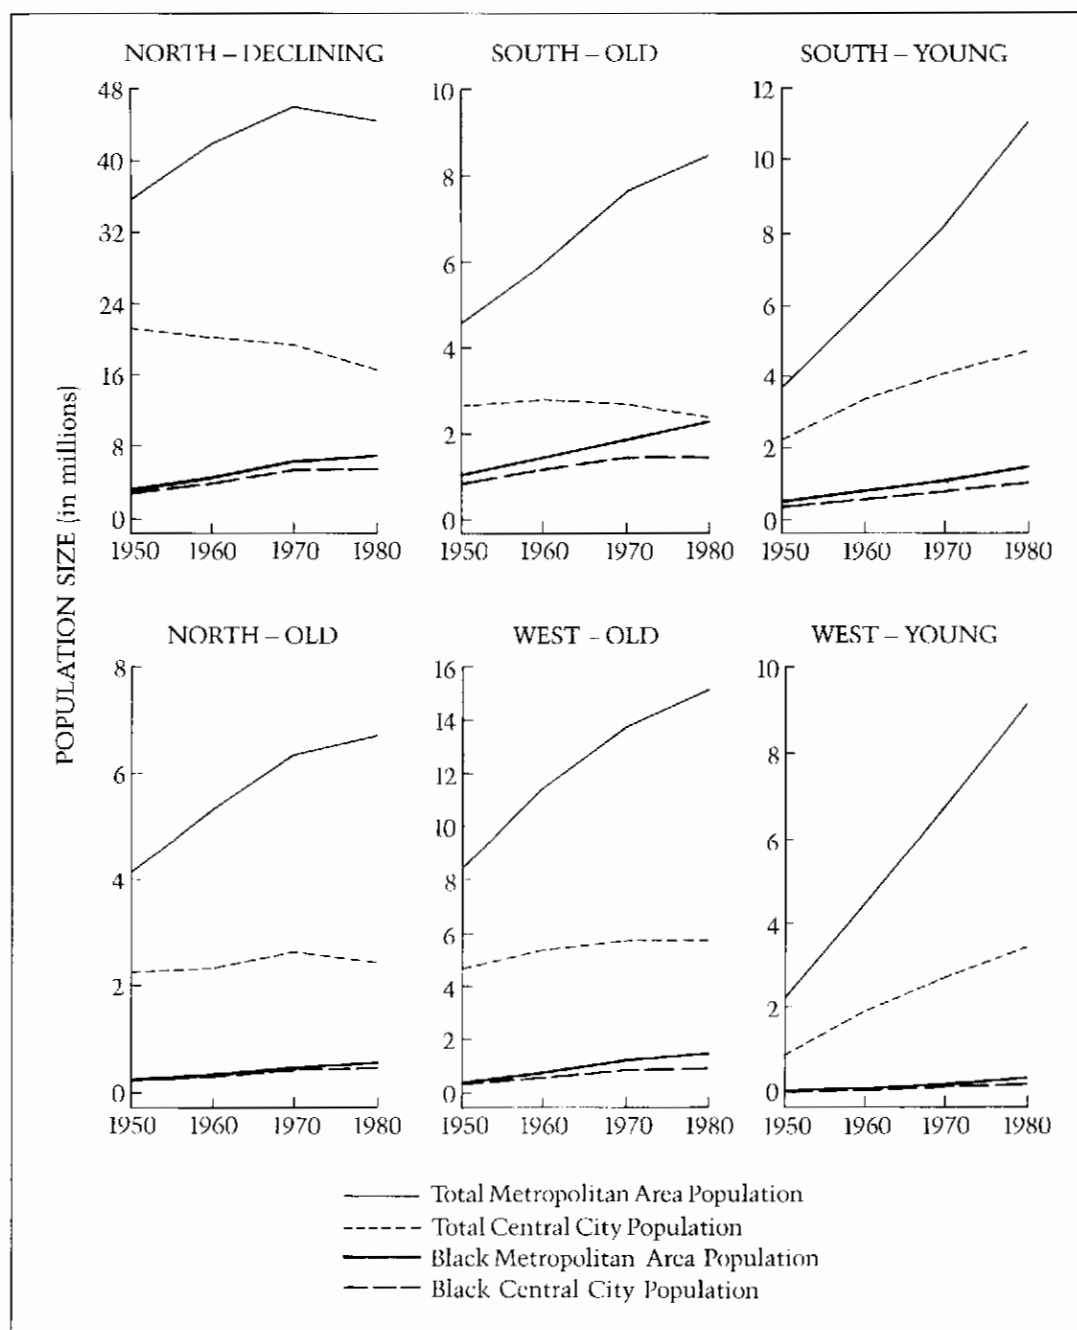 NORTH – DECLINING
SOUTH – OLD
SOUTH – YOUNG
48
40
32
24
16
8
0
1950 1960 1970 1980
10
8
6
4
2
0
1950 1960 1970 1980
12
10
8
6
4
2
0
1950 1960 1970 1980
POPULATION SIZE (in millions)
NORTH – OLD
WEST – OLD
WEST – YOUNG
8
6
4
2
0
1950 1960 1970 1980
16
14
12
10
8
6
4
2
0
1950 1960 1970 1980
10
8
6
4
2
0
1950 1960 1970 1980
Total Metropolitan Area Population
Total Central City Population
Black Metropolitan Area Population
Black Central City Population